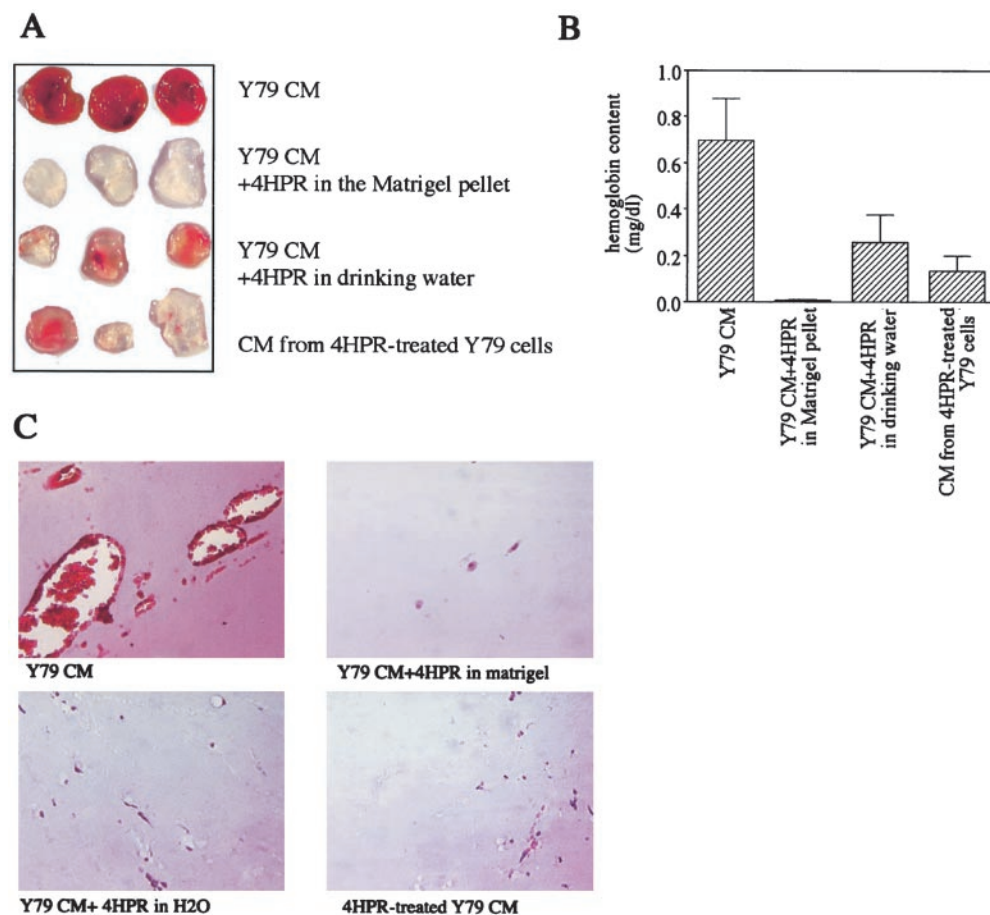 A
Y79 CM
Y79 CM
+4HPR in the Matrigel pellet
Y79 CM
+4HPR in drinking water
CM from 4HPR-treated Y79 cells
B
hemoglobin content
(mg/dl)
1.0
0.8
0.6
0.4
0.2
0.0
Y79 CM
Y79 CM+4HPR
in Matrigel pellet
Y79 CM+4HPR
in drinking water
CM from 4HPR-treated
Y79 cells
C
Y79 CM
Y79 CM+4HPR in matrigel
Y79 CM+ 4HPR in H2O
4HPR-treated Y79 CM